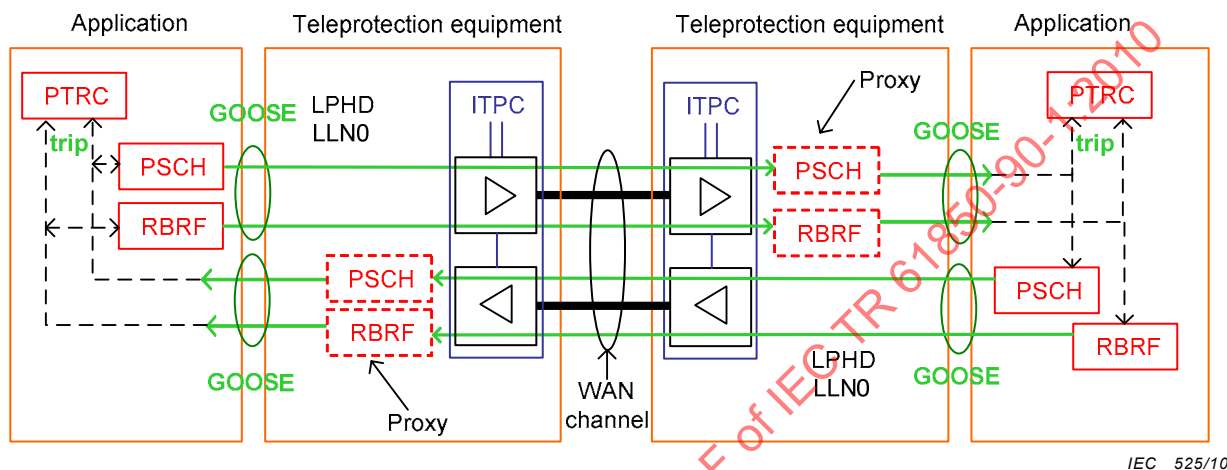 Application
Teleprotection equipment
Teleprotection equipment
Application
PTRC
GOOSE
LPHD
LLN0
ITPC
ITPC
Proxy
GOOSE
PTRC
trip
trip
PSCH
PSCH
RBRF
RBRF
PSCH
PSCH
RBRF
RBRF
GOOSE
Proxy
WAN
channel
LPHD
LLN0
GOOSE
F of IEC TR 61850-90-1:2010
IEC 525/10